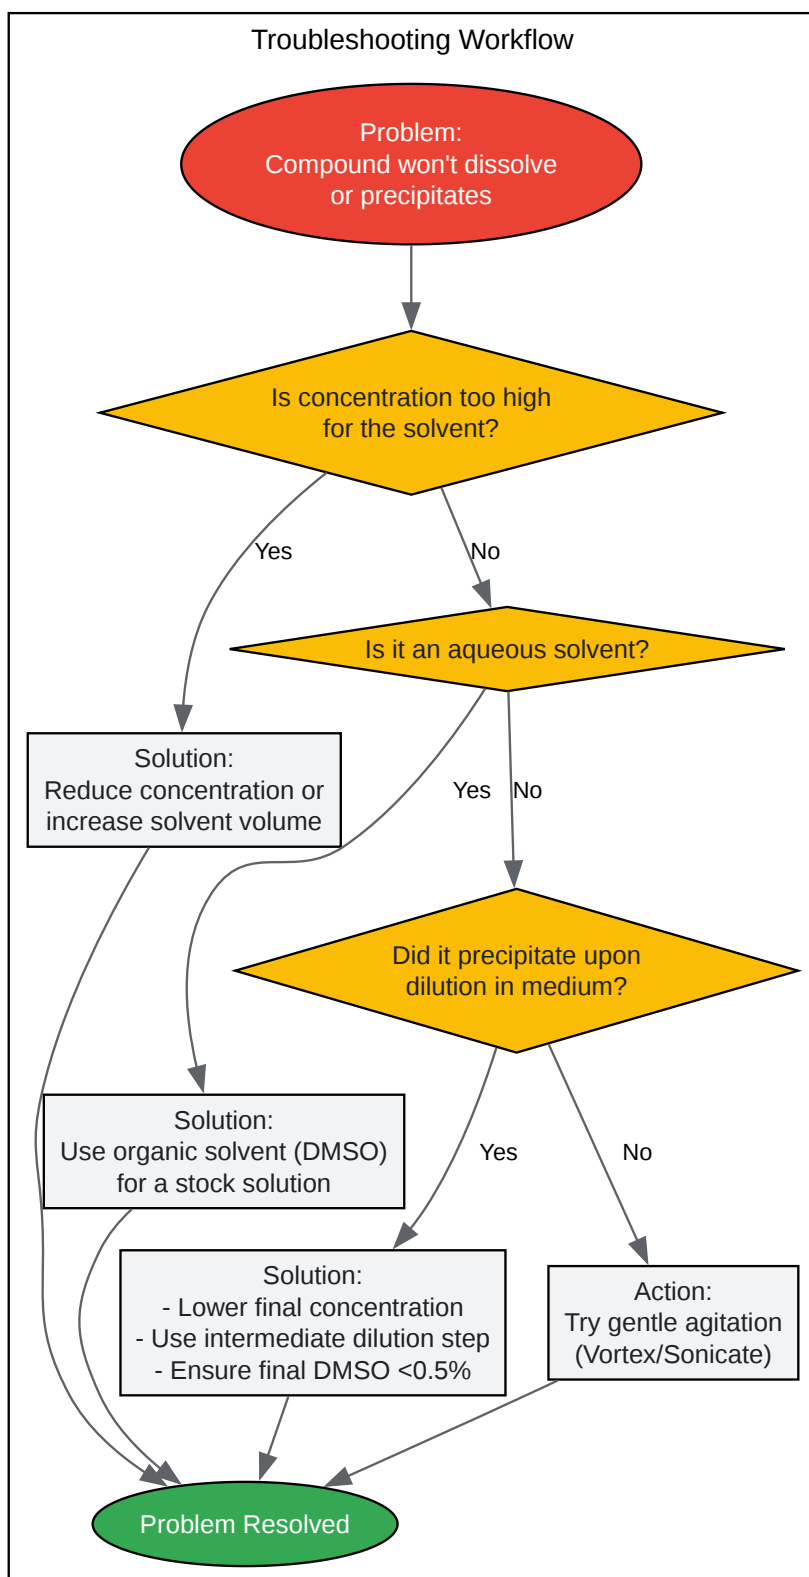 Troubleshooting Workflow
Problem:
Compound won't dissolve
or precipitates
Is concentration too high
for the solvent?
Yes
No
Is it an aqueous solvent?
Solution:
Reduce concentration or
increase solvent volume
Yes
No
Did it precipitate upon
dilution in medium?
Solution:
Use organic solvent (DMSO)
for a stock solution
Yes
No
Solution:
- Lower final concentration
- Use intermediate dilution step
- Ensure final DMSO <0.5%
Action:
Try gentle agitation
(Vortex/Sonicate)
Problem Resolved